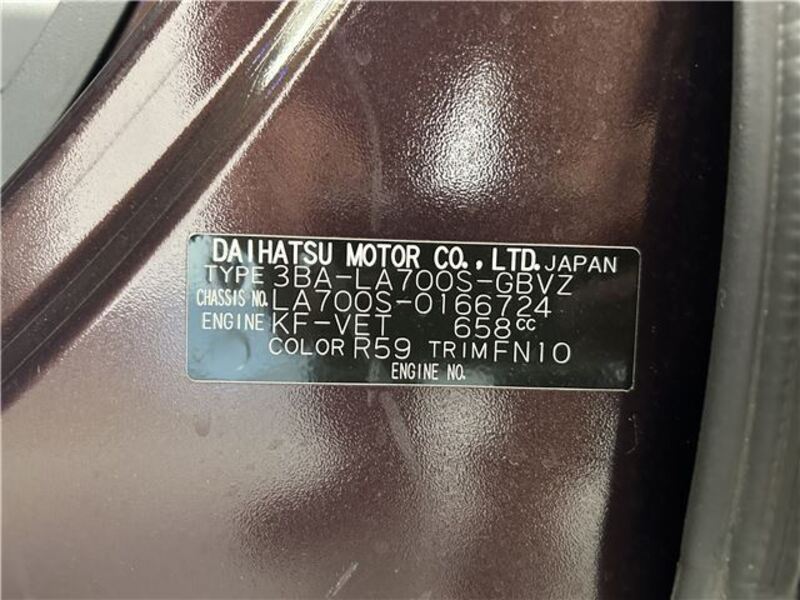 DAIHATSU MOTOR CO., LTD. JAPAN
TYPE 3BA-LA700S-GBVZ
CHASSIS NO. LA700S-0166724
ENGINE KF-VET 658CC
COLOR R59 TRIM FN10
ENGINE NO.